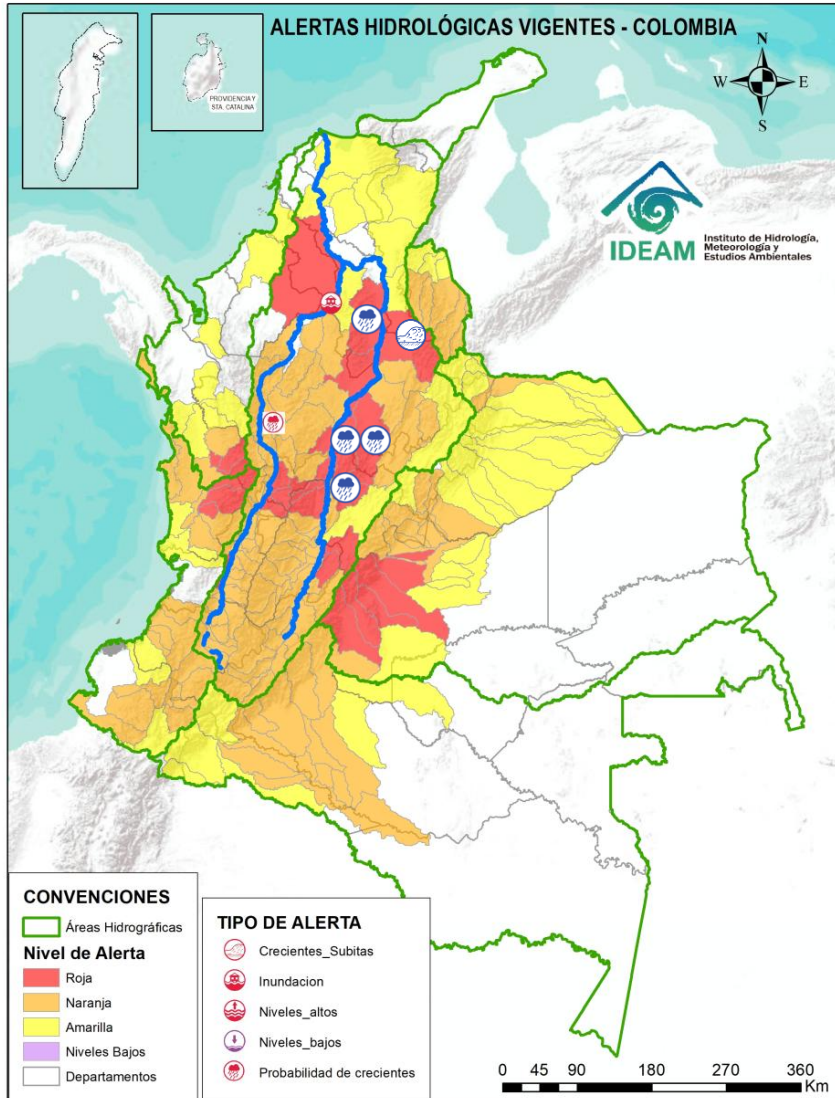 ALERTAS HIDROLÓGICAS VIGENTES - COLOMBIA
PROVIDENCIA Y
STA. CATALINA
N
W
E
S
IDEAM
Instituto de Hidrología,
Meteorología y
Estudios Ambientales
CONVENCIONES
Áreas Hidrográficas
Nivel de Alerta
Roja
Naranja
Amarilla
Niveles Bajos
Departamentos
TIPO DE ALERTA
Crecientes_Subitas
Inundacion
Niveles_altos
Niveles_bajos
Probabilidad de crecientes
0 45 90 180 270 360
Km